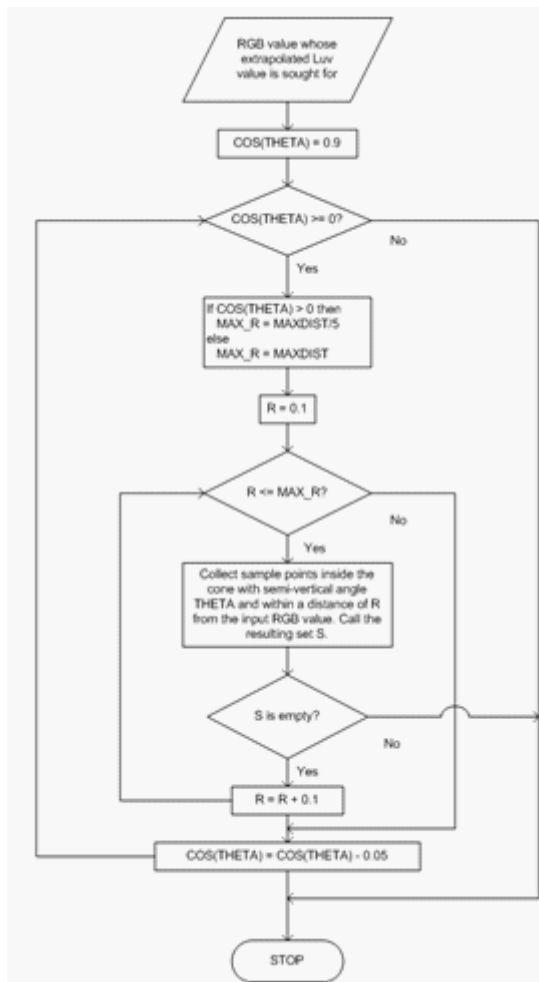 RGB value whose
extrapolated Luv
value is sought for
COS(THETA) = 0.9
COS(THETA) >= 0?
No
Yes
If COS(THETA) > 0 then
MAX_R = MAXDIST/5
else
MAX_R = MAXDIST
R = 0.1
R <= MAX_R?
No
Yes
Collect sample points inside the
cone with semi-vertical angle
THETA and within a distance of R
from the input RGB value. Call the
resulting set S.
S is empty?
No
Yes
R = R + 0.1
COS(THETA) = COS(THETA) - 0.05
STOP